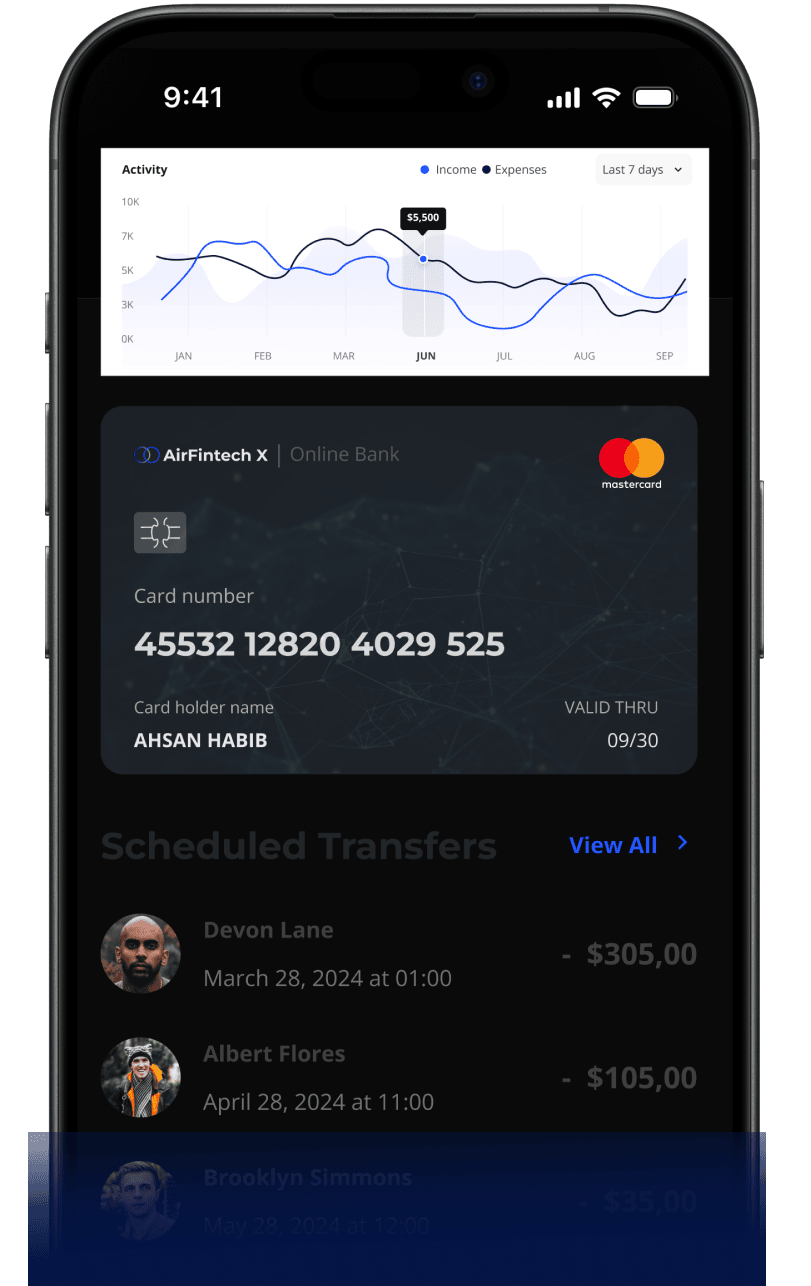 9:41
Activity
Income Expenses
Last 7 days
10K
$5,500
7K
5K
3K
0K
JAN FEB MAR JUN JUL AUG SEP
AirFintech X | Online Bank
mastercard
Card number
45532 12820 4029 525
Card holder name VALID THRU
AHSAN HABIB 09/30
Scheduled Transfers View All
Devon Lane
- $305,00
March 28, 2024 at 01:00
Albert Flores
- $105,00
April 28, 2024 at 11:00
Brooklyn Simmons
- $35,00
May 28, 2024 at 12:00